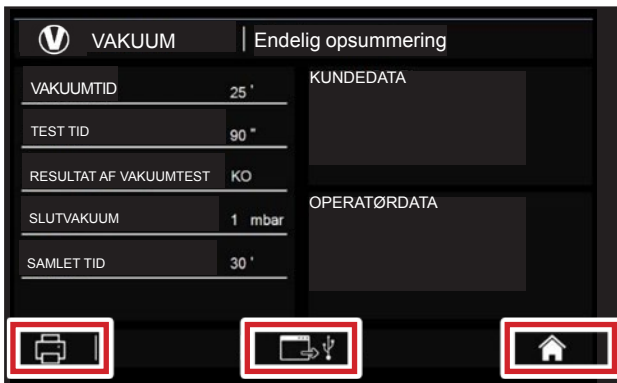 VAKUUM | Endelig opsummering
VAKUUMTID 25 '
TEST TID 90 "
RESULTAT AF VAKUUMTEST KO
SLUTVAKUUM 1 mbar
SAMLET TID 30 '
KUNDEDATA
OPERATØRDATA